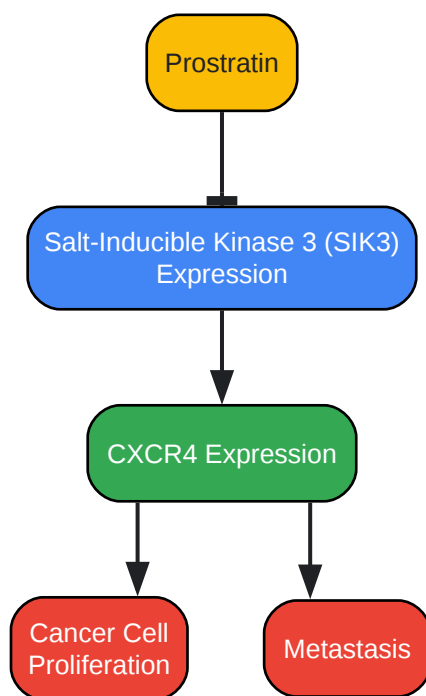 Prostratin
Salt-Inducible Kinase 3 (SIK3)
Expression
CXCR4 Expression
Cancer Cell
Proliferation
Metastasis